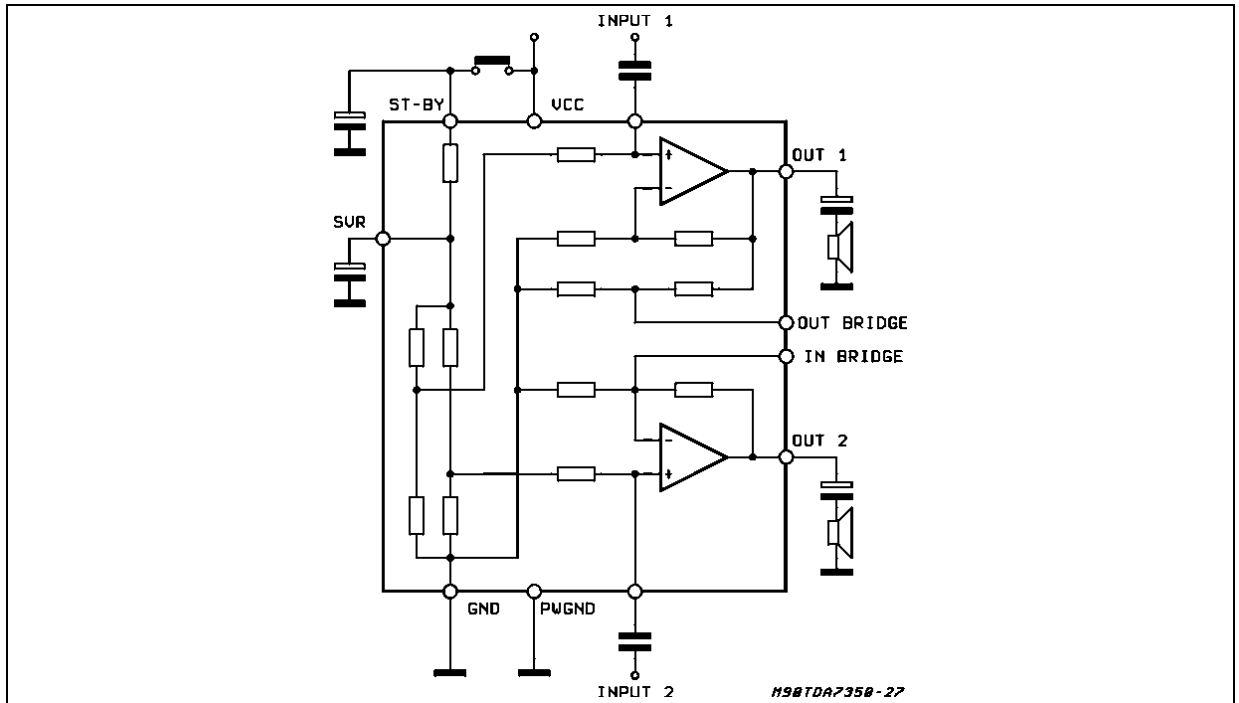 INPUT 1
ST-BY
VCC
+
-
OUT 1
SVR
OUT BRIDGE
IN BRIDGE
-
+
OUT 2
GND
PWGND
INPUT 2
M90TDA7350-27